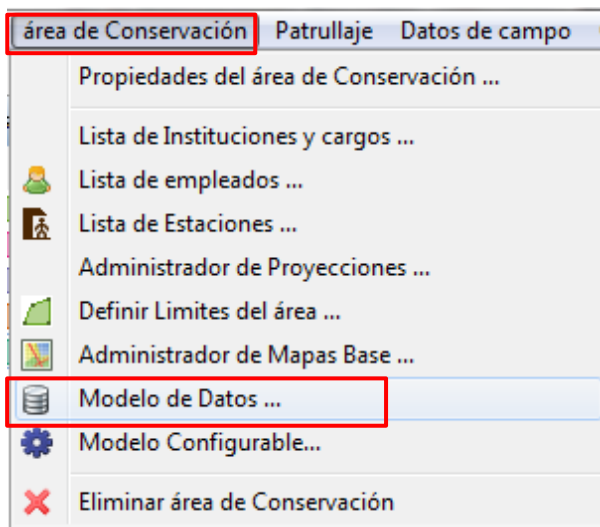 área de Conservación Patrullaje Datos de campo
Propiedades del área de Conservación ...
Lista de Instituciones y cargos ...
Lista de empleados ...
Lista de Estaciones ...
Administrador de Proyecciones ...
Definir Limites del área ...
Administrador de Mapas Base ...
Modelo de Datos ...
Modelo Configurable...
Eliminar área de Conservación